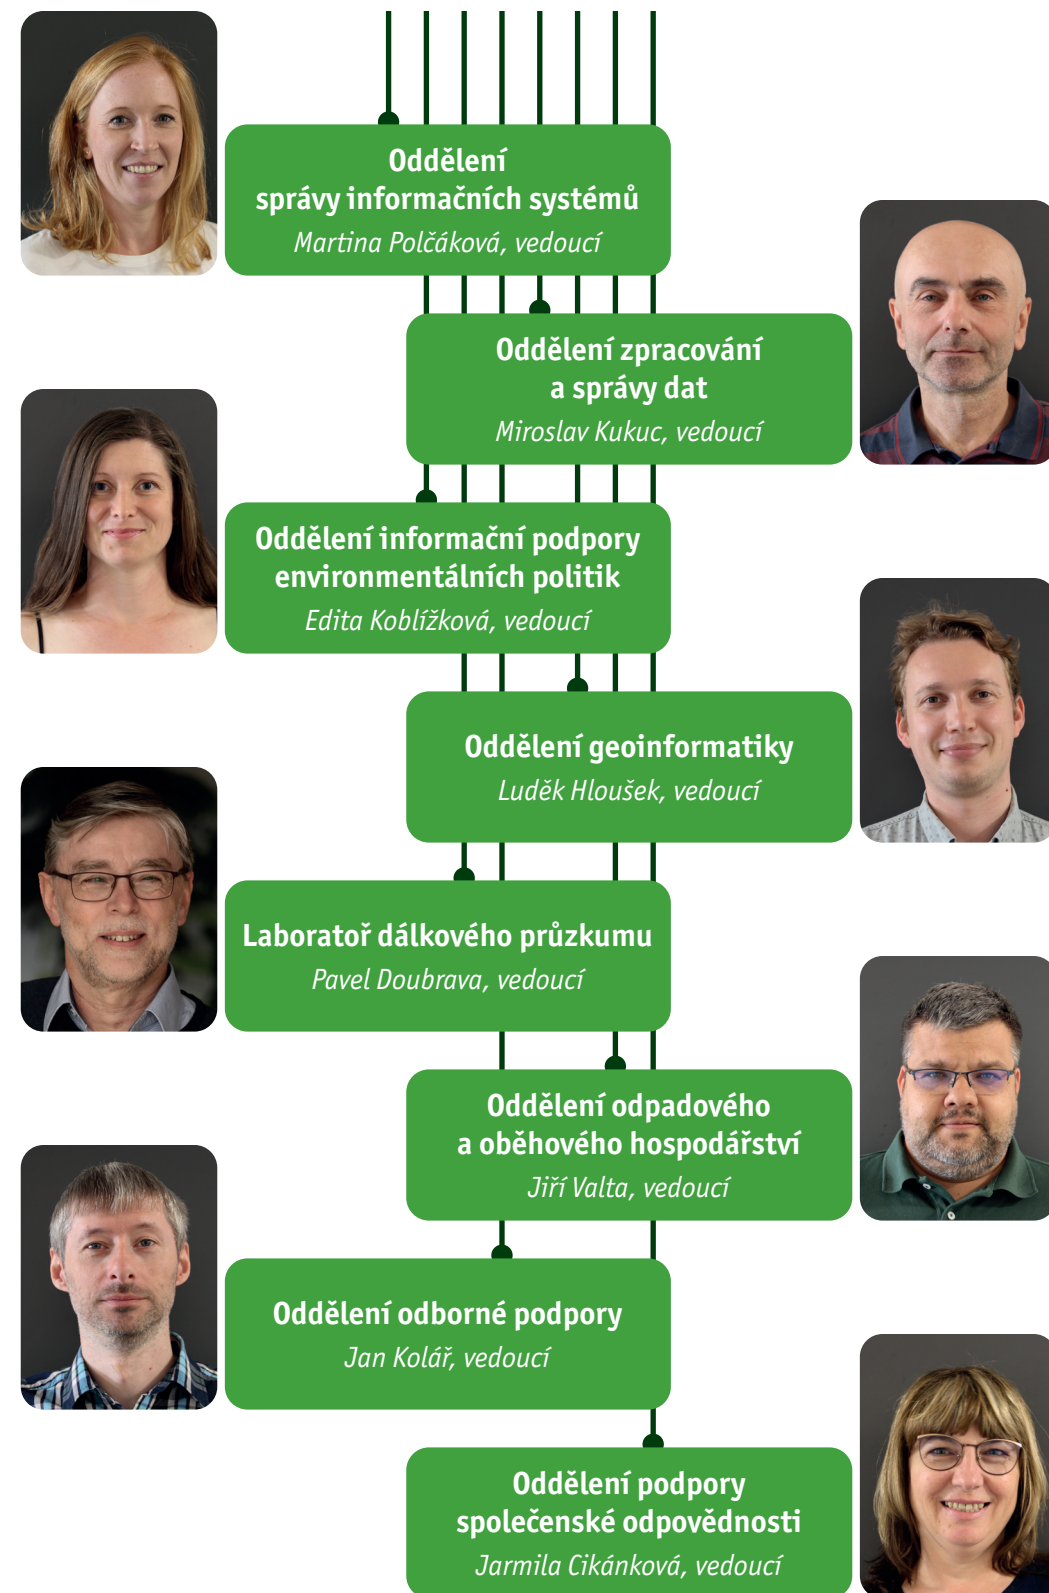 Oddělení
správy informačních systémů
Martina Polčáková, vedoucí
Oddělení zpracování
a správy dat
Miroslav Kukuc, vedoucí
Oddělení informační podpory
environmentálních politik
Edita Koblížková, vedoucí
Oddělení geoinformatiky
Luděk Hloušek, vedoucí
Laboratoř dálkového průzkumu
Pavel Doubrava, vedoucí
Oddělení odpadového
a oběhového hospodářství
Jiří Valta, vedoucí
Oddělení odborné podpory
Jan Kolář, vedoucí
Oddělení podpory
společenské odpovědnosti
Jarmila Cikánková, vedoucí